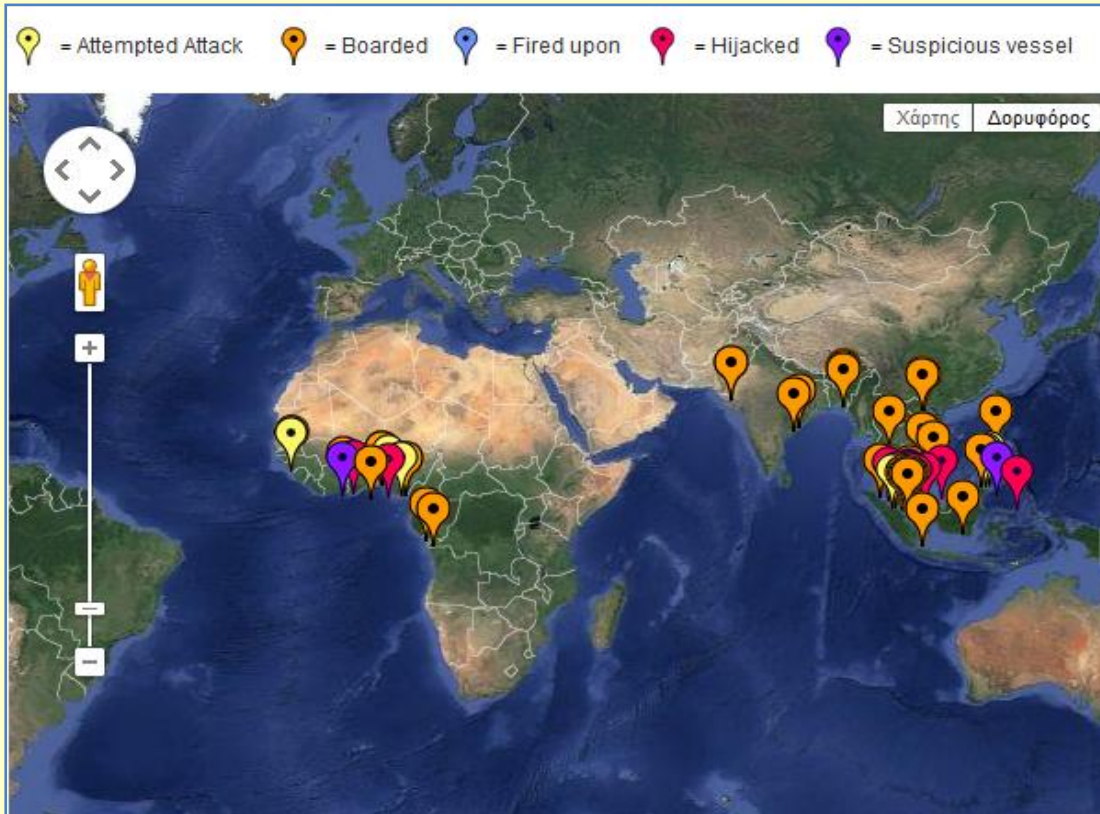 = Attempted Attack = Boarded = Fired upon = Hijacked = Suspicious vessel
Χάρτης Δορυφόρος